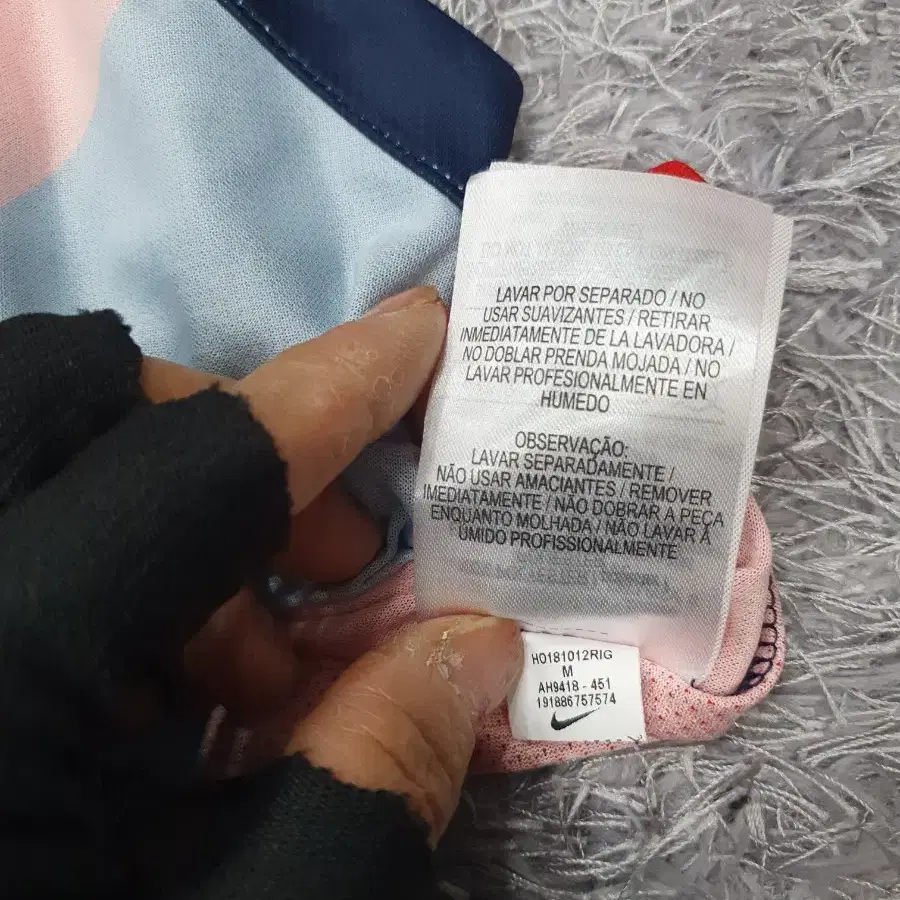 LAVAR POR SEPARADO / NO
USAR SUAVIZANTES / RETIRAR
INMEDIATAMENTE DE LA LAVADORA /
NO DOBLAR PRENDA MOJADA / NO
LAVAR PROFESIONALMENTE EN
HUMEDO
OBSERVAÇÃO:
LAVAR SEPARADAMENTE /
NÃO USAR AMACIANTES / REMOVER
IMEDIATAMENTE / NÃO DOBRAR A PEÇA
ENQUANTO MOLHADA / NÃO LAVAR À
ÚMIDO PROFISSIONALMENTE
HO181012RIG
M
AH9418 - 451
191886757574